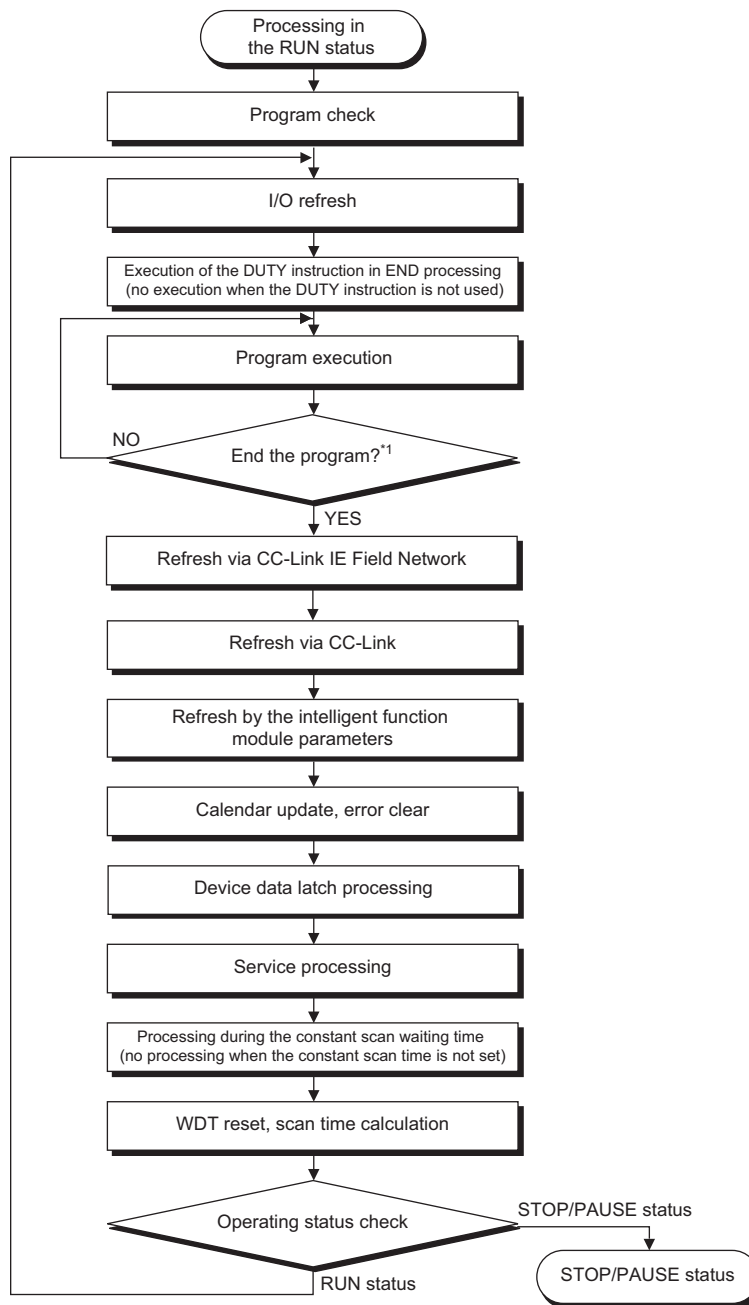 Processing in
the RUN status
Program check
I/O refresh
Execution of the DUTY instruction in END processing
(no execution when the DUTY instruction is not used)
Program execution
NO
End the program?*1
YES
Refresh via CC-Link IE Field Network
Refresh via CC-Link
Refresh by the intelligent function
module parameters
Calendar update, error clear
Device data latch processing
Service processing
Processing during the constant scan waiting time
(no processing when the constant scan time is not set)
WDT reset, scan time calculation
Operating status check
STOP/PAUSE status
RUN status
STOP/PAUSE status